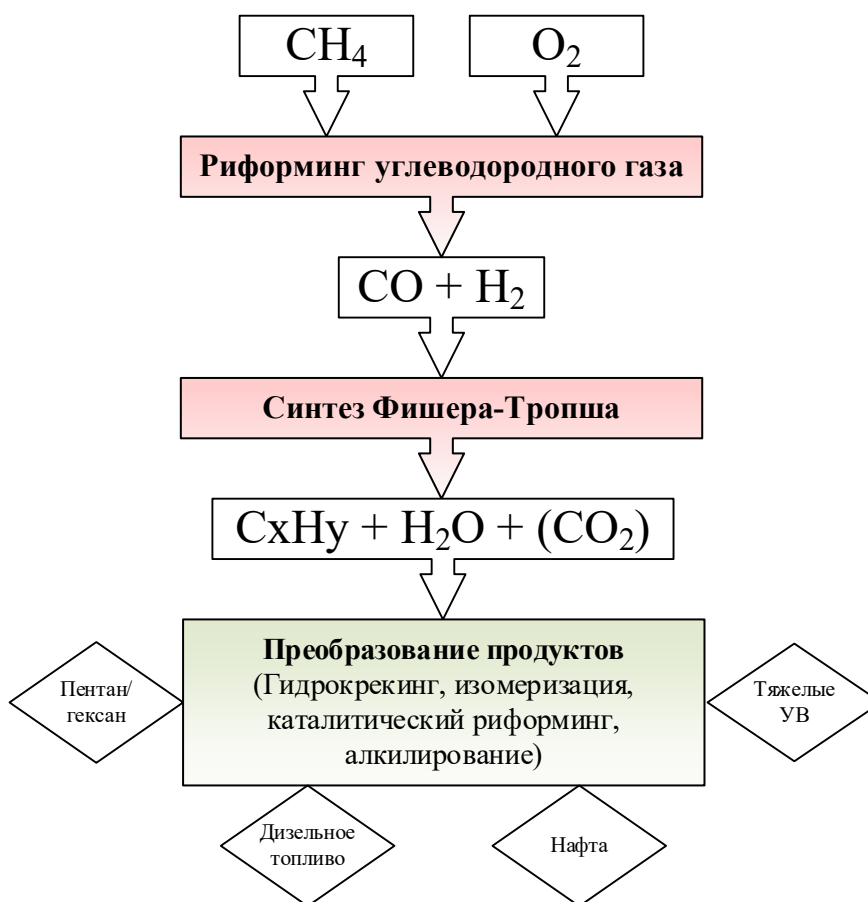 CH₄
O₂
Риформинг углеводородного газа
CO + H₂
Синтез Фишера-Тропша
CxHy + H₂O + (CO₂)
Преобразование продуктов
(Гидрокрекинг, изомеризация,
каталитический риформинг,
алкилирование)
Пентан/
гексан
Тяжелые
УВ
Дизельное
топливо
Нафта